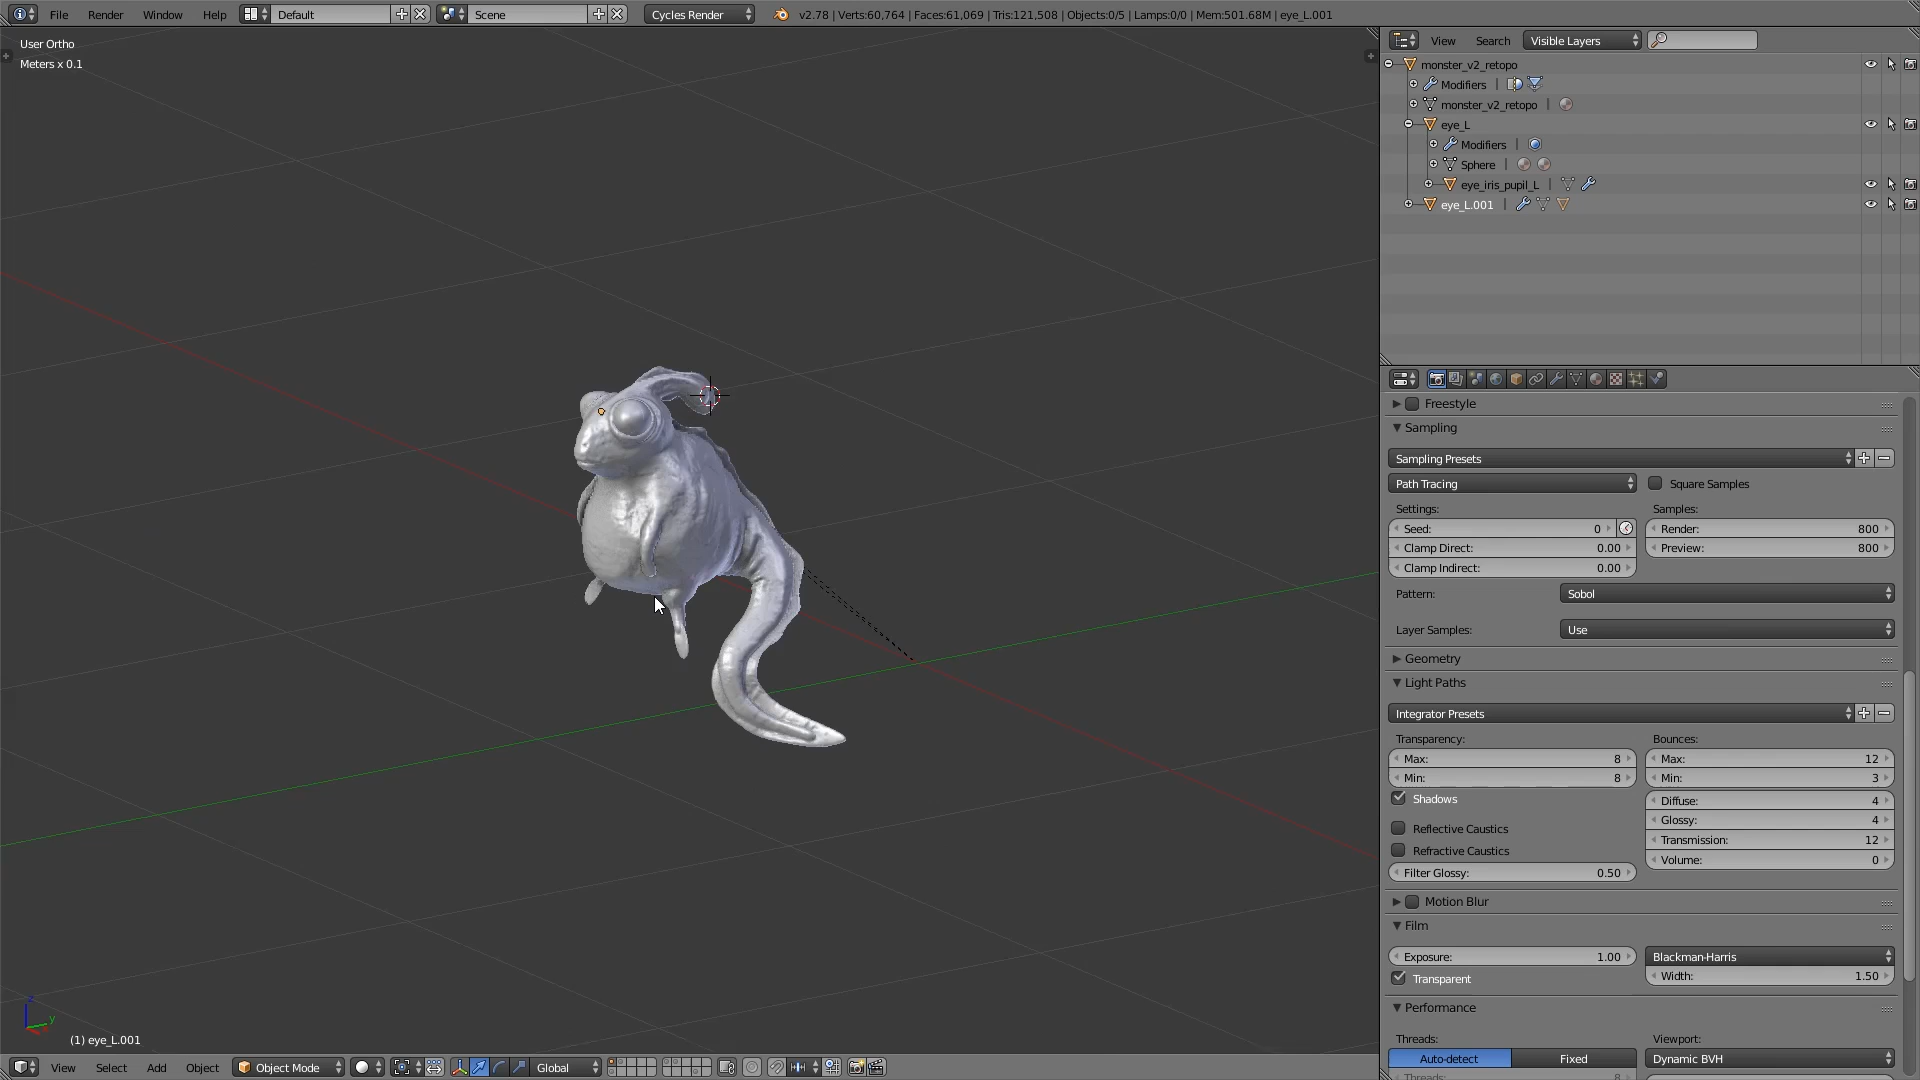 File Render Window Help Default Scene Cycles Render v2.78 | Verts:60,764 | Faces:61,069 | Tris:121,508 | Objects:0/5 | Lamps:0/0 | Mem:501.68M | eye_L.001
User Ortho
Meters x 0.1
View Search Visible Layers
monster_v2_retopo
Modifiers
monster_v2_retopo
eye_L
Modifiers
Sphere
eye_iris_pupil_L
eye_L.001
Freestyle
Sampling
Sampling Presets
Path Tracing Square Samples
Settings: Samples:
Seed: 0 Render: 800
Clamp Direct: 0.00 Preview: 800
Clamp Indirect: 0.00
Pattern: Sobol
Layer Samples: Use
Geometry
Light Paths
Integrator Presets
Transparency: Bounces:
Max: 8 Max: 12
Min: 8 Min: 3
Shadows Diffuse: 4
Reflective Caustics Glossy: 4
Refractive Caustics Transmission: 12
Filter Glossy: 0.50 Volume: 0
Motion Blur
Film
Exposure: 1.00 Blackman-Harris
Transparent Width: 1.50
Performance
Threads: Viewport:
Auto-detect Fixed Dynamic BVH
Threads: 8
z
y
(1) eye_L.001
View Select Add Object Object Mode Global